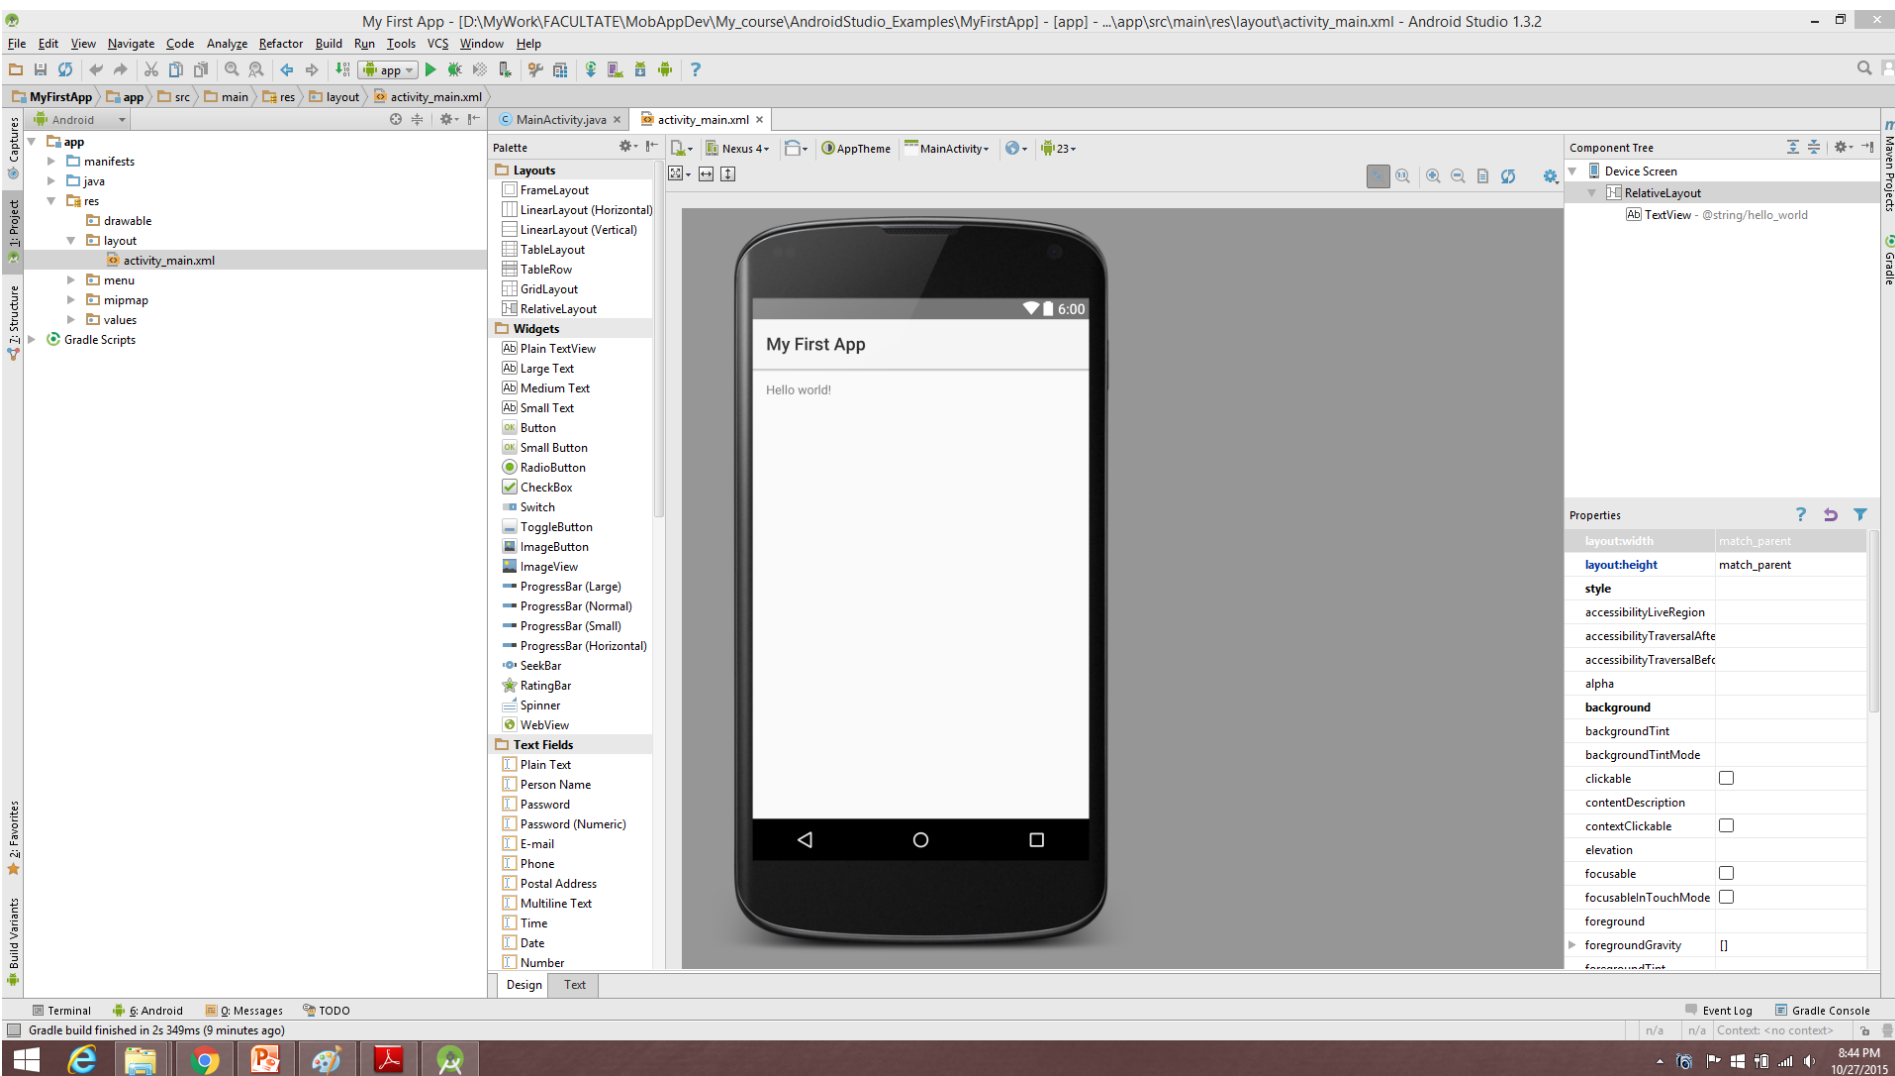 My First App - [D:\MyWork\FACULTATE\MobAppDev\My_course\AndroidStudio_Examples\MyFirstApp] - [app] - ...\app\src\main\res\layout\activity_main.xml - Android Studio 1.3.2
File Edit View Navigate Code Analyze Refactor Build Run Tools VCS Window Help
app
MyFirstApp app src main res layout activity_main.xml
Android
MainActivity.java activity_main.xml
Captures
1: Project
7: Structure
2: Favorites
Build Variants
app
manifests
java
res
drawable
layout
activity_main.xml
menu
mipmap
values
Gradle Scripts
Palette
Layouts
FrameLayout
LinearLayout (Horizontal)
LinearLayout (Vertical)
TableLayout
TableRow
GridLayout
RelativeLayout
Widgets
Ab Plain TextView
Ab Large Text
Ab Medium Text
Ab Small Text
OK Button
OK Small Button
RadioButton
CheckBox
Switch
ToggleButton
ImageButton
ImageView
ProgressBar (Large)
ProgressBar (Normal)
ProgressBar (Small)
ProgressBar (Horizontal)
SeekBar
RatingBar
Spinner
WebView
Text Fields
Plain Text
Person Name
Password
Password (Numeric)
E-mail
Phone
Postal Address
Multiline Text
Time
Date
Number
Design Text
Nexus 4 AppTheme MainActivity 23
6:00
My First App
Hello world!
Component Tree
Device Screen
RelativeLayout
Ab TextView - @string/hello_world
Properties
layout:width match_parent
layout:height match_parent
style
accessibilityLiveRegion
accessibilityTraversalAfte
accessibilityTraversalBefo
alpha
background
backgroundTint
backgroundTintMode
clickable
contentDescription
contextClickable
elevation
focusable
focusableInTouchMode
foreground
foregroundGravity []
foregroundTint
Maven Projects
Gradle
Terminal 6: Android 0: Messages TODO
Event Log Gradle Console
Gradle build finished in 2s 349ms (9 minutes ago)
n/a n/a Context: <no context>
8:44 PM
10/27/2015